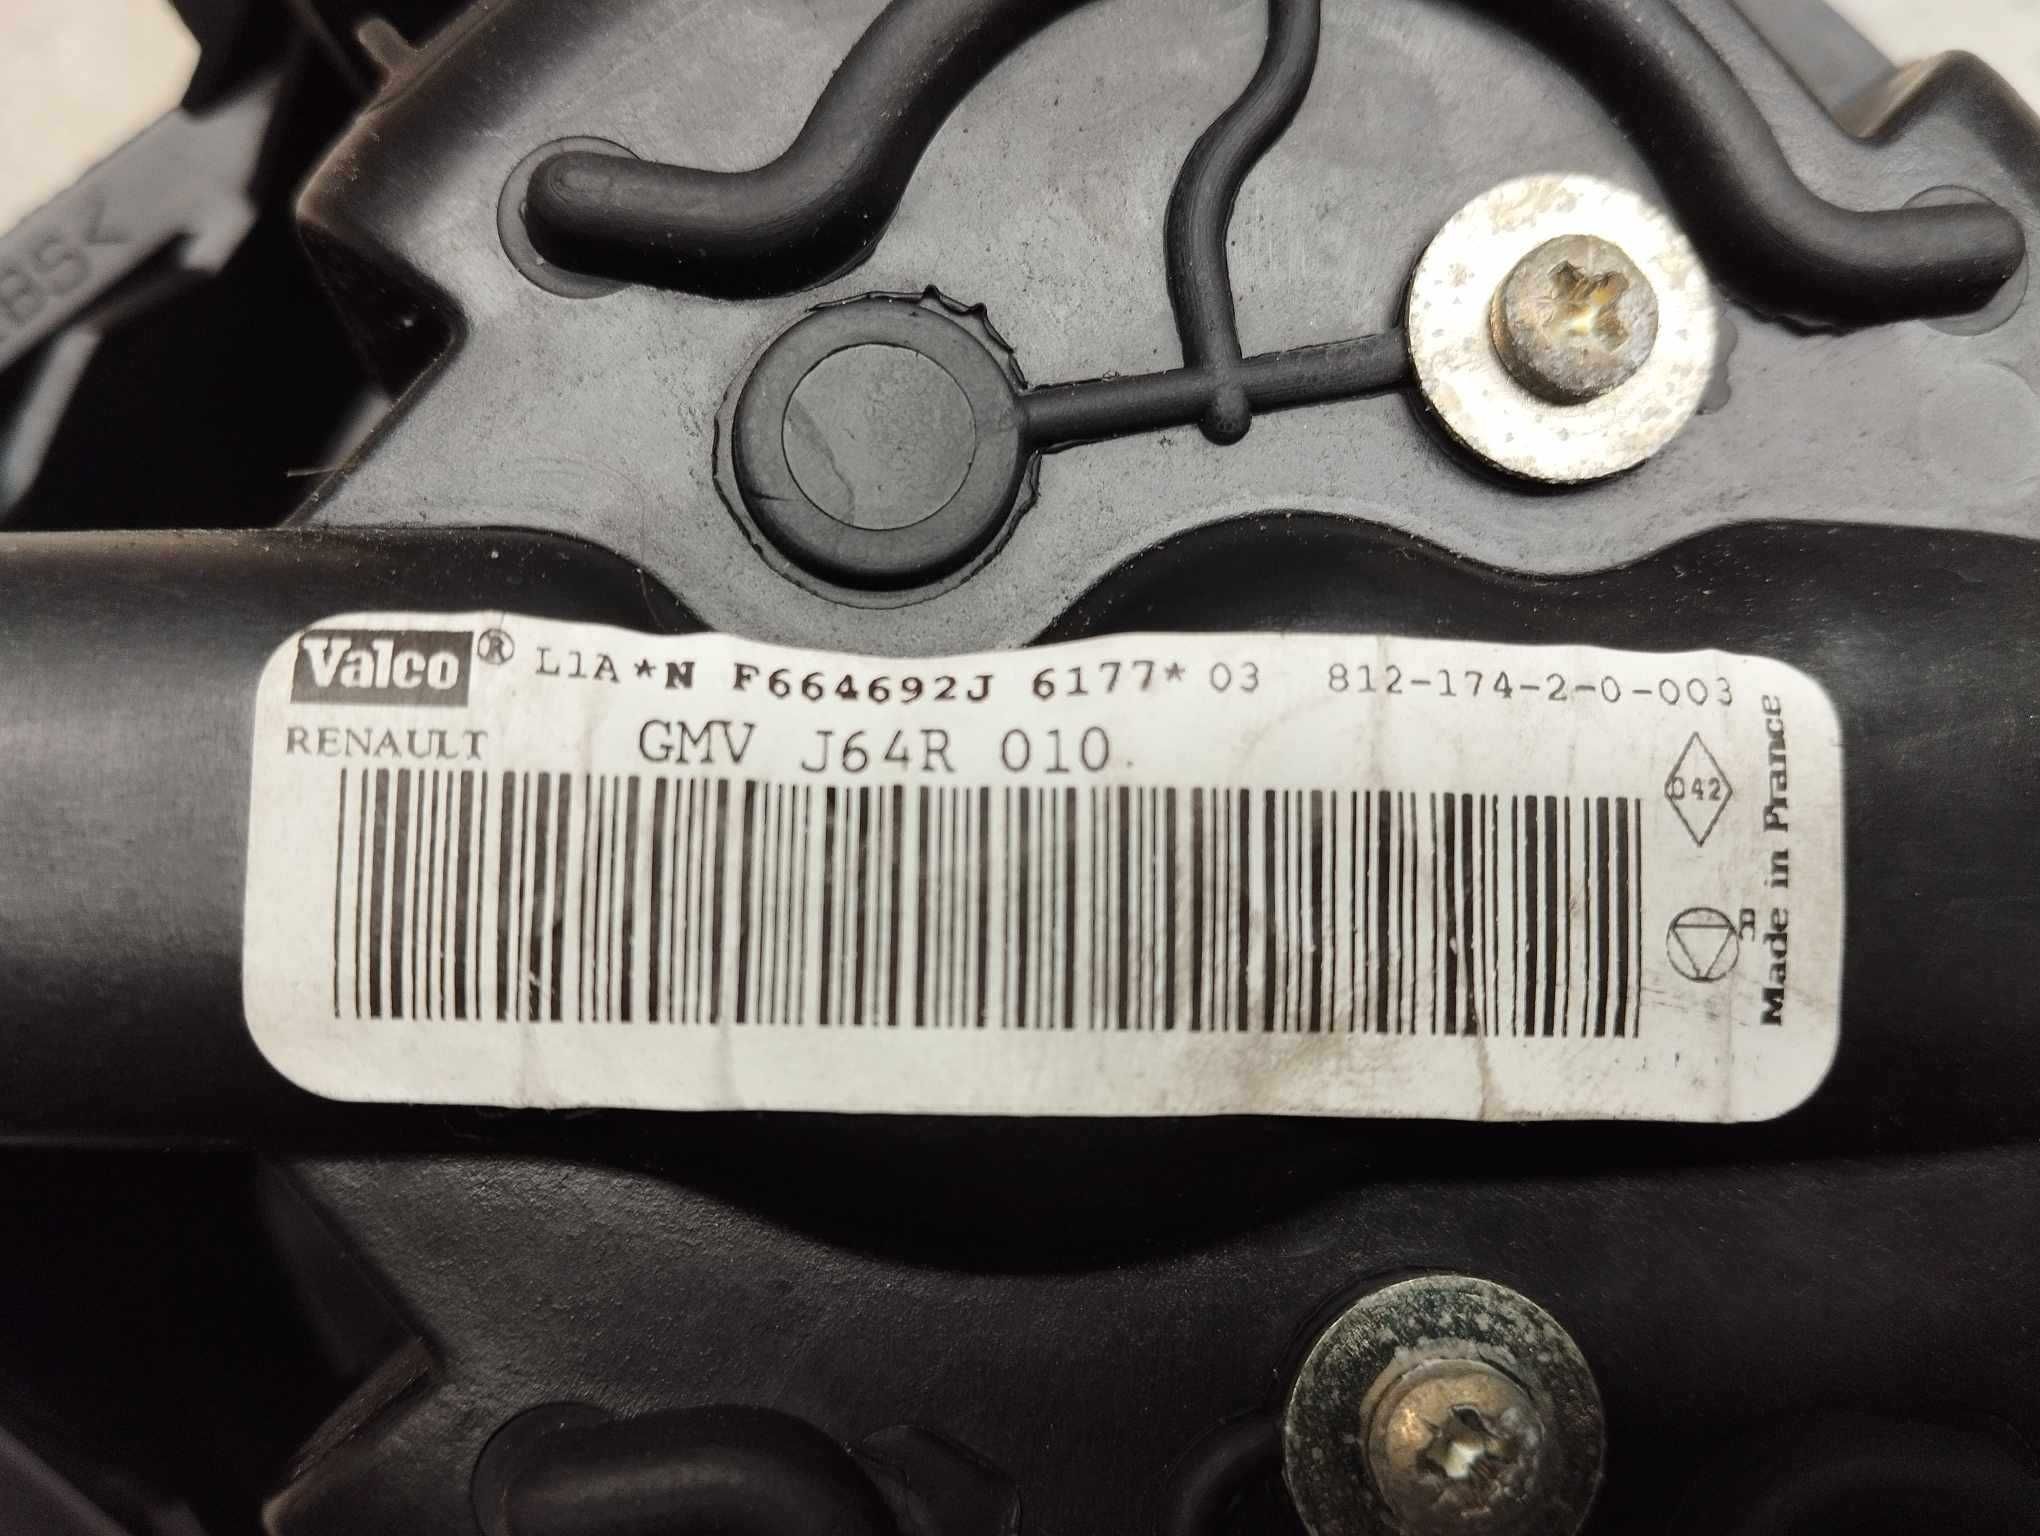 Valeo® L1A*N F664692J 6177* 03 812-174-2-0-003
RENAULT GMV J64R 010
042
Made in France